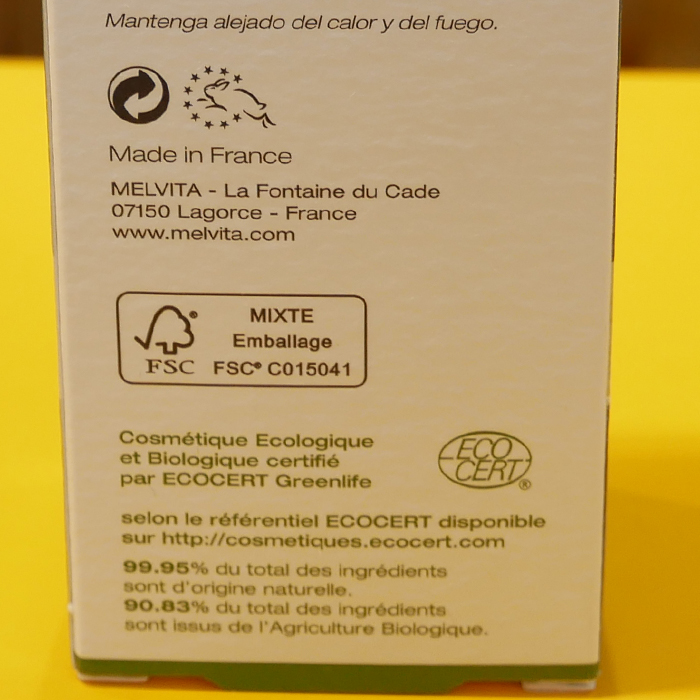 Mantenga alejado del calor y del fuego.
Made in France
MELVITA - La Fontaine du Cade
07150 Lagorce - France
www.melvita.com
MIXTE
Emballage
FSC FSC® C015041
Cosmétique Ecologique
et Biologique certifié
par ECOCERT Greenlife
ECO
CERT
®
selon le référentiel ECOCERT disponible
sur http://cosmetiques.ecocert.com
99.95% du total des ingrédients
sont d'origine naturelle.
90.83% du total des ingrédients
sont issus de l'Agriculture Biologique.